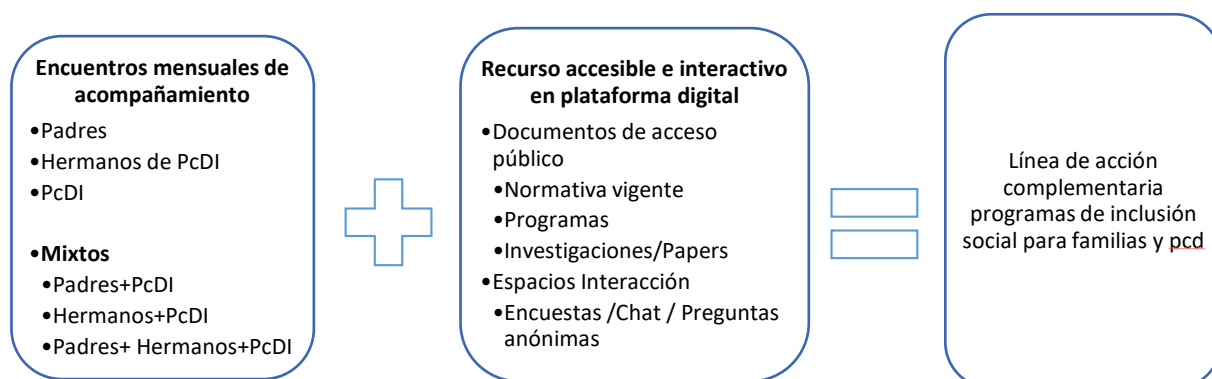 Encuentros mensuales de
acompañamiento
•Padres
•Hermanos de PcDI
•PcDI
•Mixtos
•Padres+PcDI
•Hermanos+PcDI
•Padres+ Hermanos+PcDI
Recurso accesible e interactivo
en plataforma digital
•Documentos de acceso
público
•Normativa vigente
•Programas
•Investigaciones/Papers
•Espacios Interacción
•Encuestas /Chat / Preguntas
anónimas
Línea de acción
complementaria
programas de inclusión
social para familias y pcd